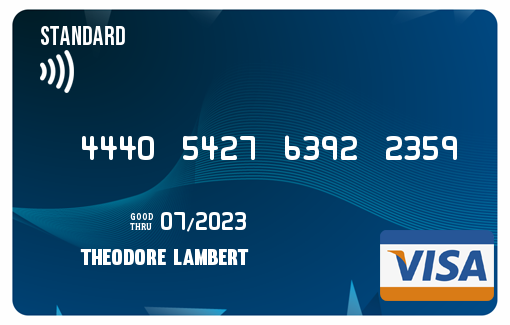 STANDARD
4440 5427 6392 2359
GOOD THRU 07/2023
THEODORE LAMBERT
VISA